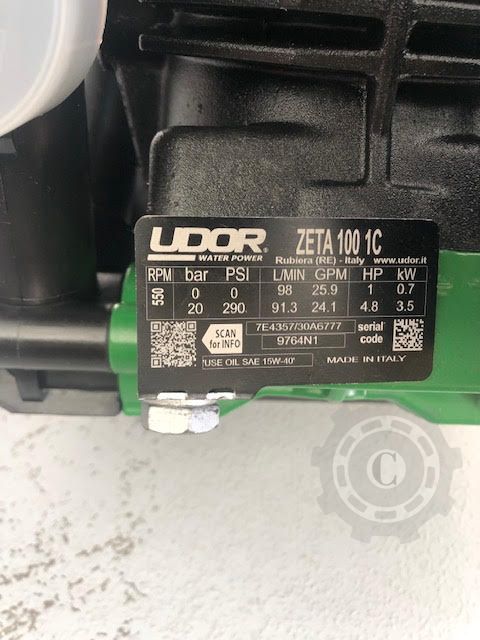 UDOR®
WATER POWER
ZETA 100 1C
Rubiera (RE) - Italy www.udor.it
RPM bar PSI L/MIN GPM HP kW
550 0 0 98 25.9 1 0.7
20 290 91.3 24.1 4.8 3.5
SCAN for INFO
7E4357/30A6777 serial code
9764N1
"USE OIL SAE 15W-40" MADE IN ITALY
C